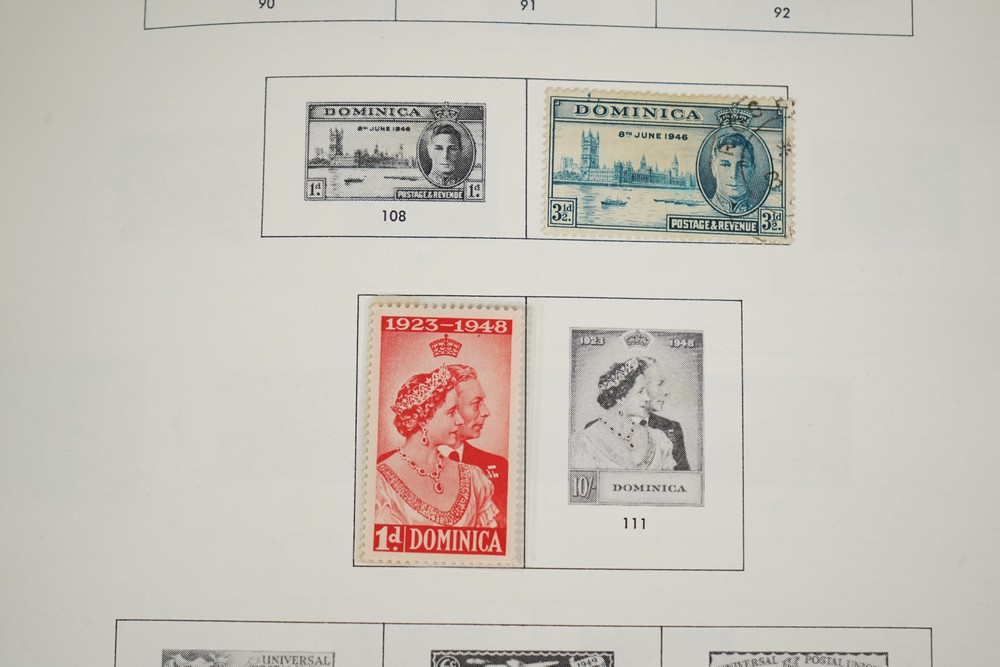 90
91
92
DOMINICA
8TH JUNE 1946
1d
POSTAGE & REVENUE
1d
108
DOMINICA
8TH JUNE 1946
3½d.
POSTAGE & REVENUE
3½d.
1923–1948
1d. DOMINICA
1923 1948
10/-
DOMINICA
111
UNIVERSAL
1949
UNIVERSAL POSTAL UNION